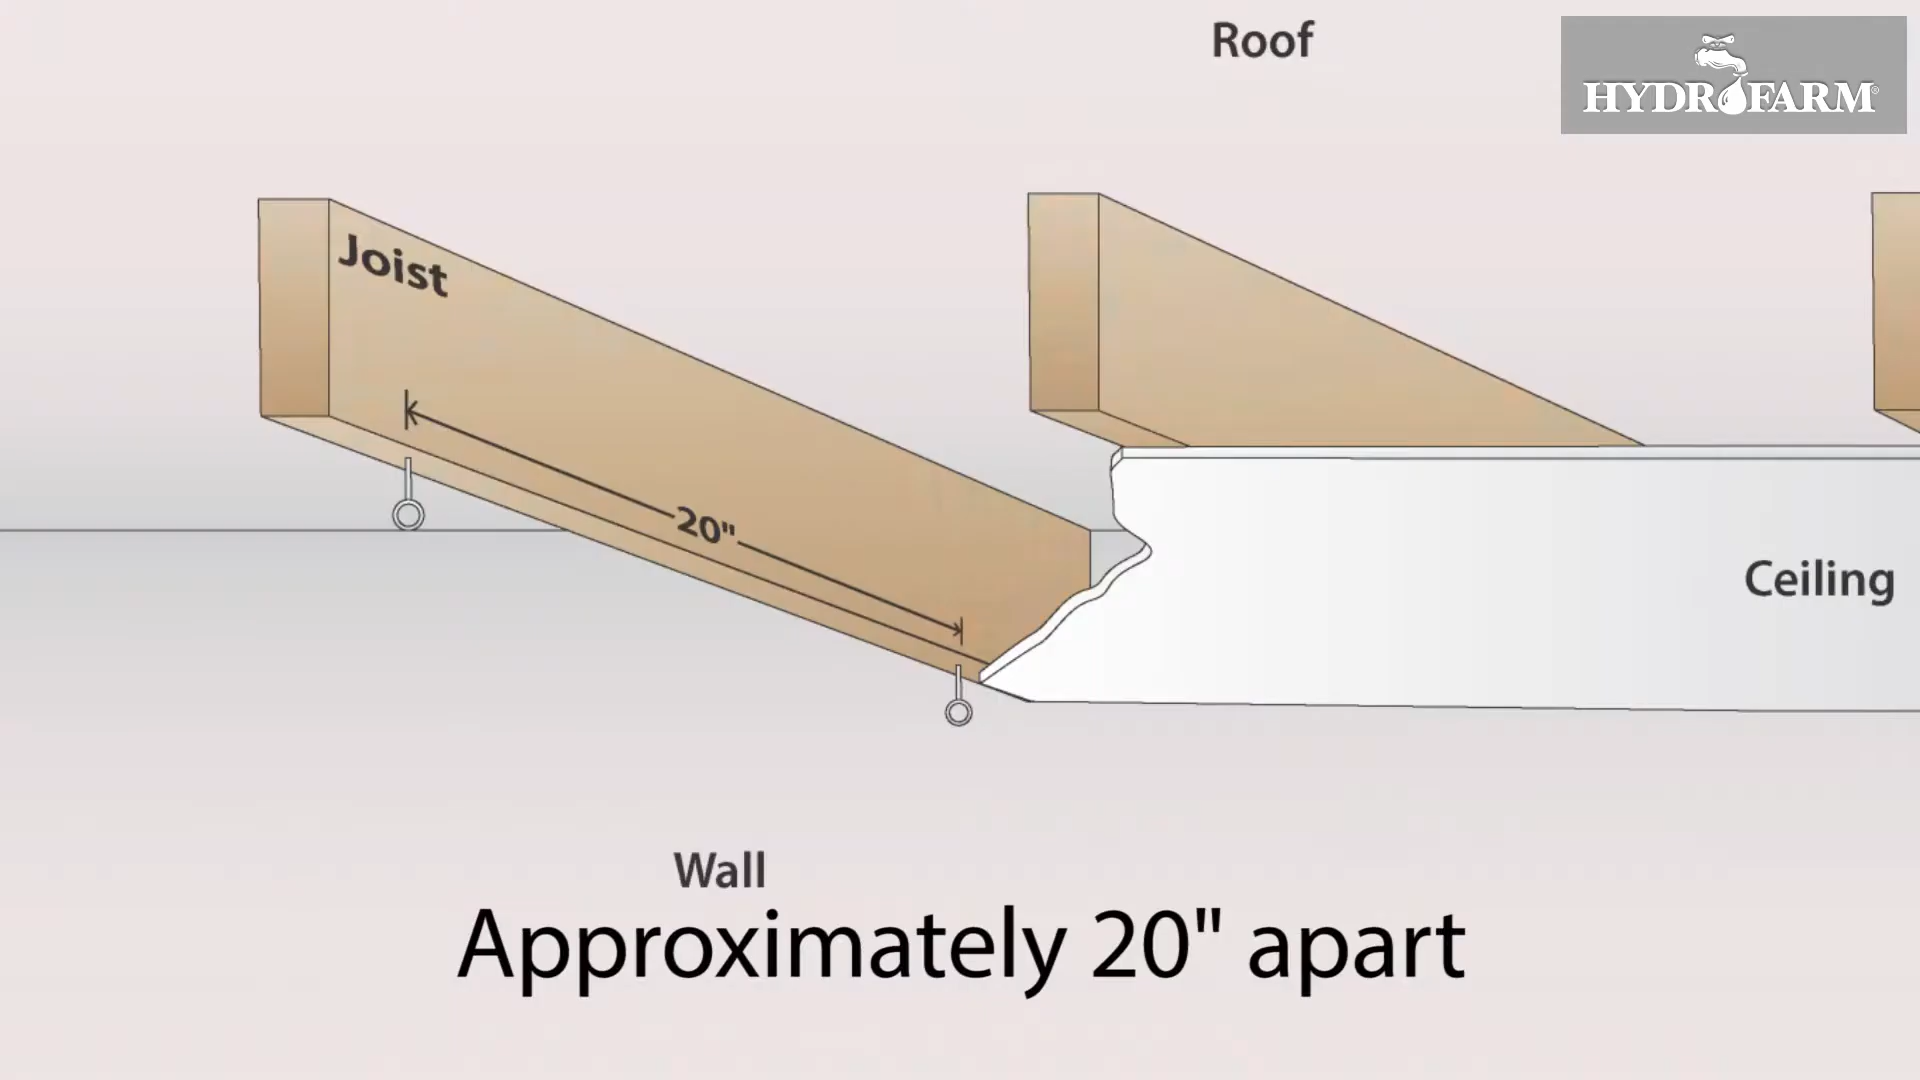 Roof
HYDROFARM®
Joist
20"
Ceiling
Wall
Approximately 20" apart